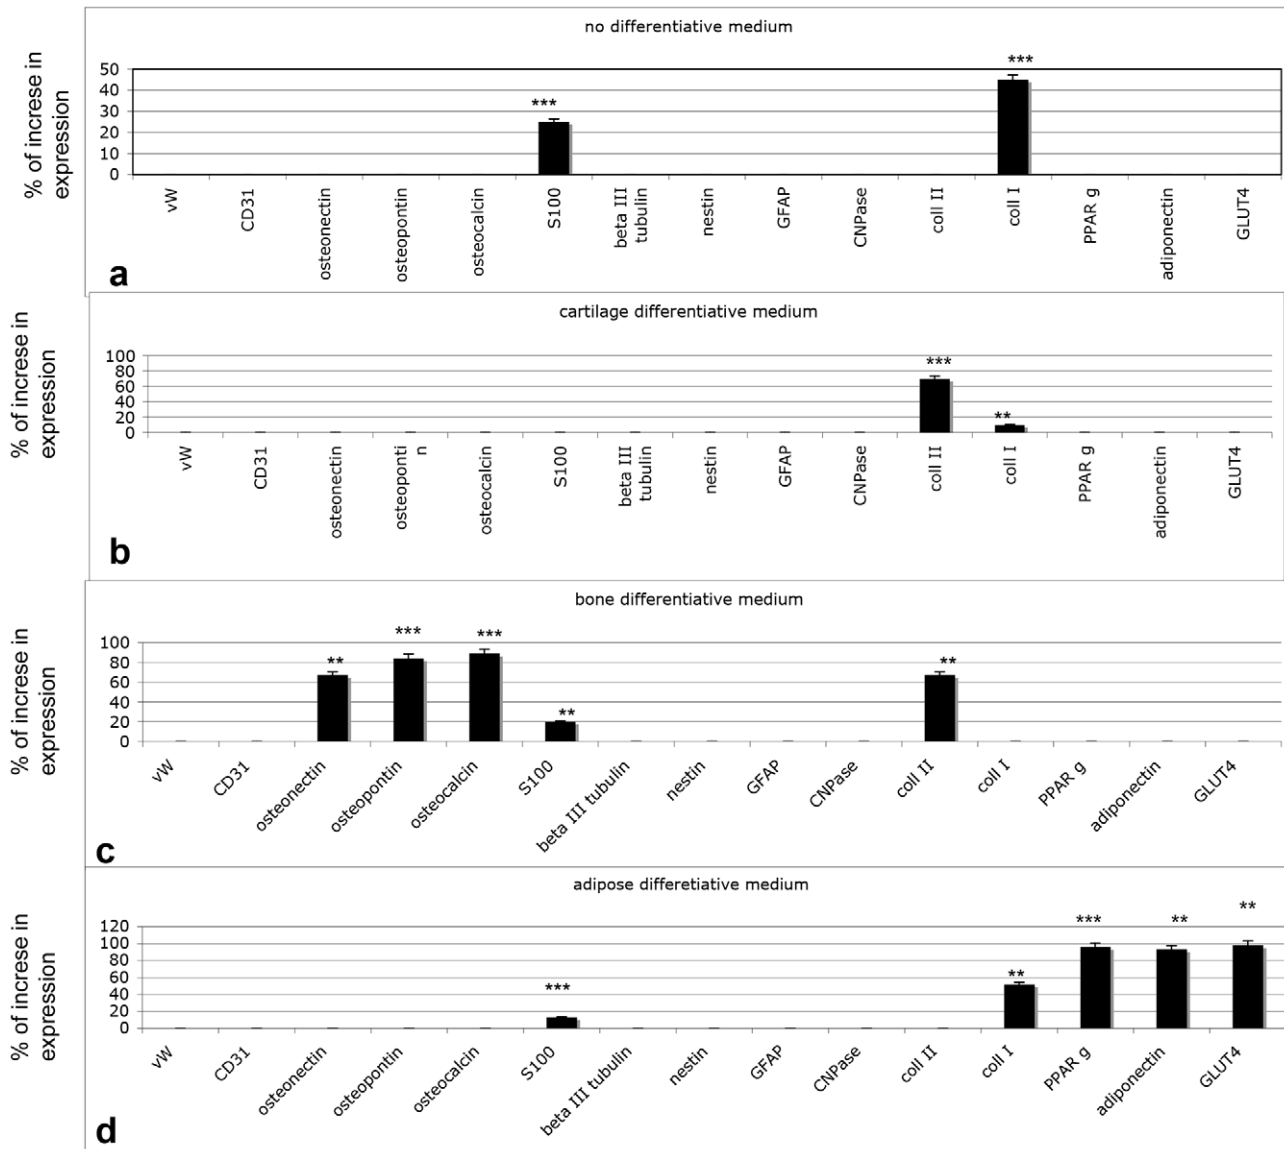 no differentiative medium
% of increse in
expression
50
40
30
20
10
0
***
***
vW
CD31
osteonectin
osteopontin
osteocalcin
S100
beta III
tubulin
nestin
GFAP
CNPase
coll II
coll I
PPAR g
adiponectin
GLUT4
a
cartilage differentiative medium
% of increse in
expression
100
80
60
40
20
0
***
**
vW
CD31
osteonectin
osteoponti
n
osteocalcin
S100
beta III
tubulin
nestin
GFAP
CNPase
coll II
coll I
PPAR g
adiponectin
GLUT4
b
bone differentiative medium
% of increse in
expression
100
80
60
40
20
0
**
***
***
**
**
vW
CD31
osteonectin
osteopontin
osteocalcin
S100
beta III tubulin
nestin
GFAP
CNPase
coll II
coll I
PPAR g
adiponectin
GLUT4
c
adipose differetiative medium
% of increse in
expression
120
100
80
60
40
20
0
***
**
***
**
**
vW
CD31
osteonectin
osteopontin
osteocalcin
S100
beta III tubulin
nestin
GFAP
CNPase
coll II
coll I
PPAR g
adiponectin
GLUT4
d